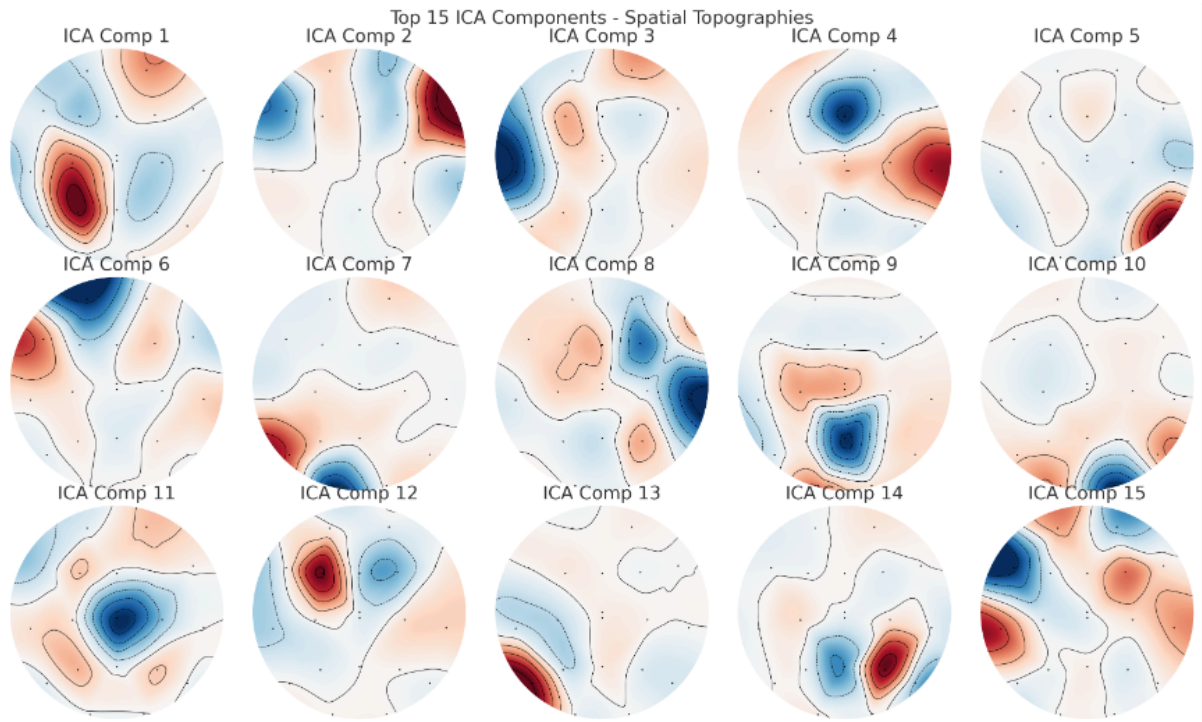 Top 15 ICA Components - Spatial Topographies
ICA Comp 1
ICA Comp 2
ICA Comp 3
ICA Comp 4
ICA Comp 5
ICA Comp 6
ICA Comp 7
ICA Comp 8
ICA Comp 9
ICA Comp 10
ICA Comp 11
ICA Comp 12
ICA Comp 13
ICA Comp 14
ICA Comp 15